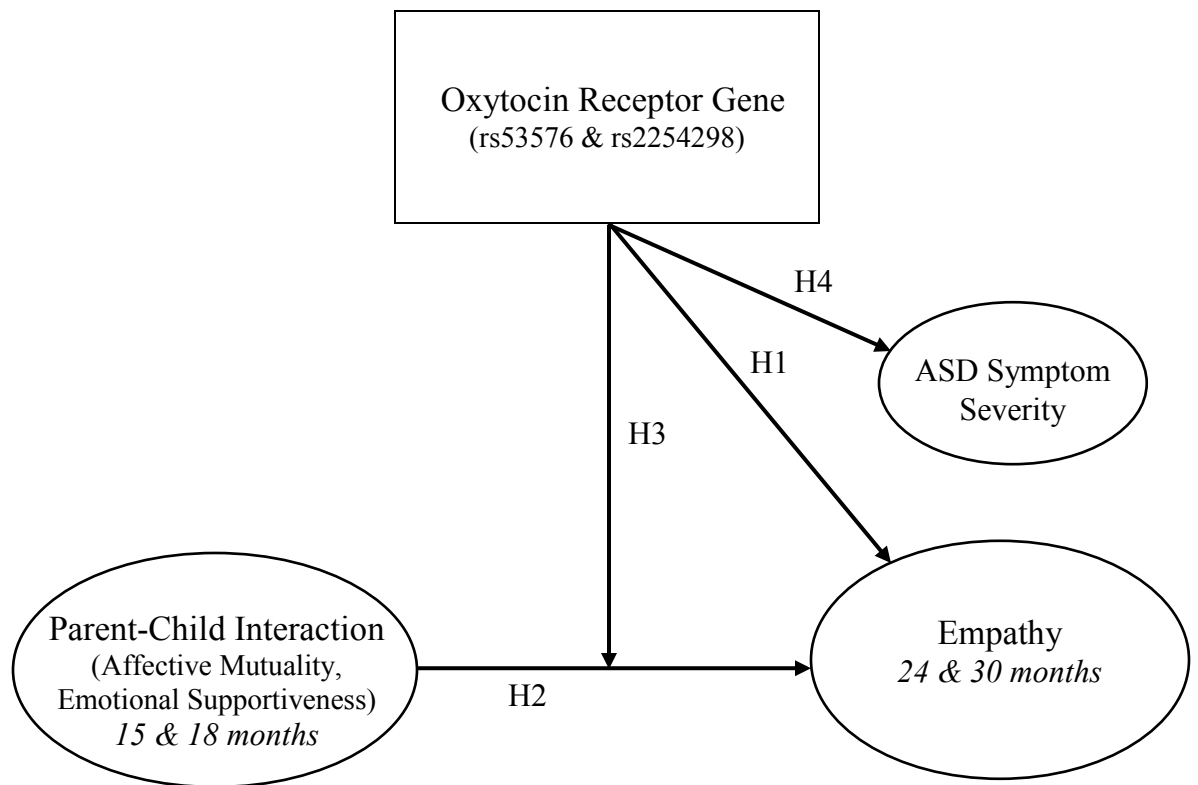 Oxytocin Receptor Gene
(rs53576 & rs2254298)
H4
H1
ASD Symptom
Severity
H3
Parent-Child Interaction
(Affective Mutuality,
Emotional Supportiveness)
15 & 18 months
H2
Empathy
24 & 30 months